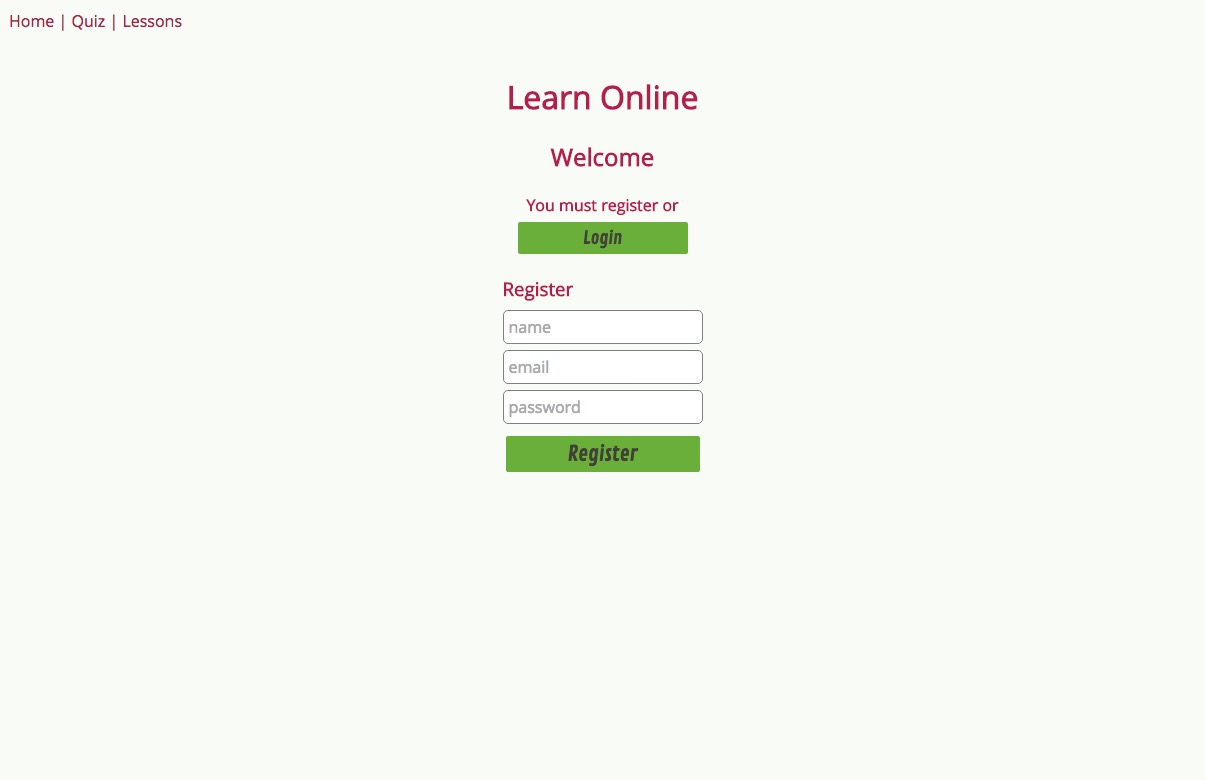 Home | Quiz | Lessons
Learn Online
Welcome
You must register or
Login
Register
name
email
password
Register